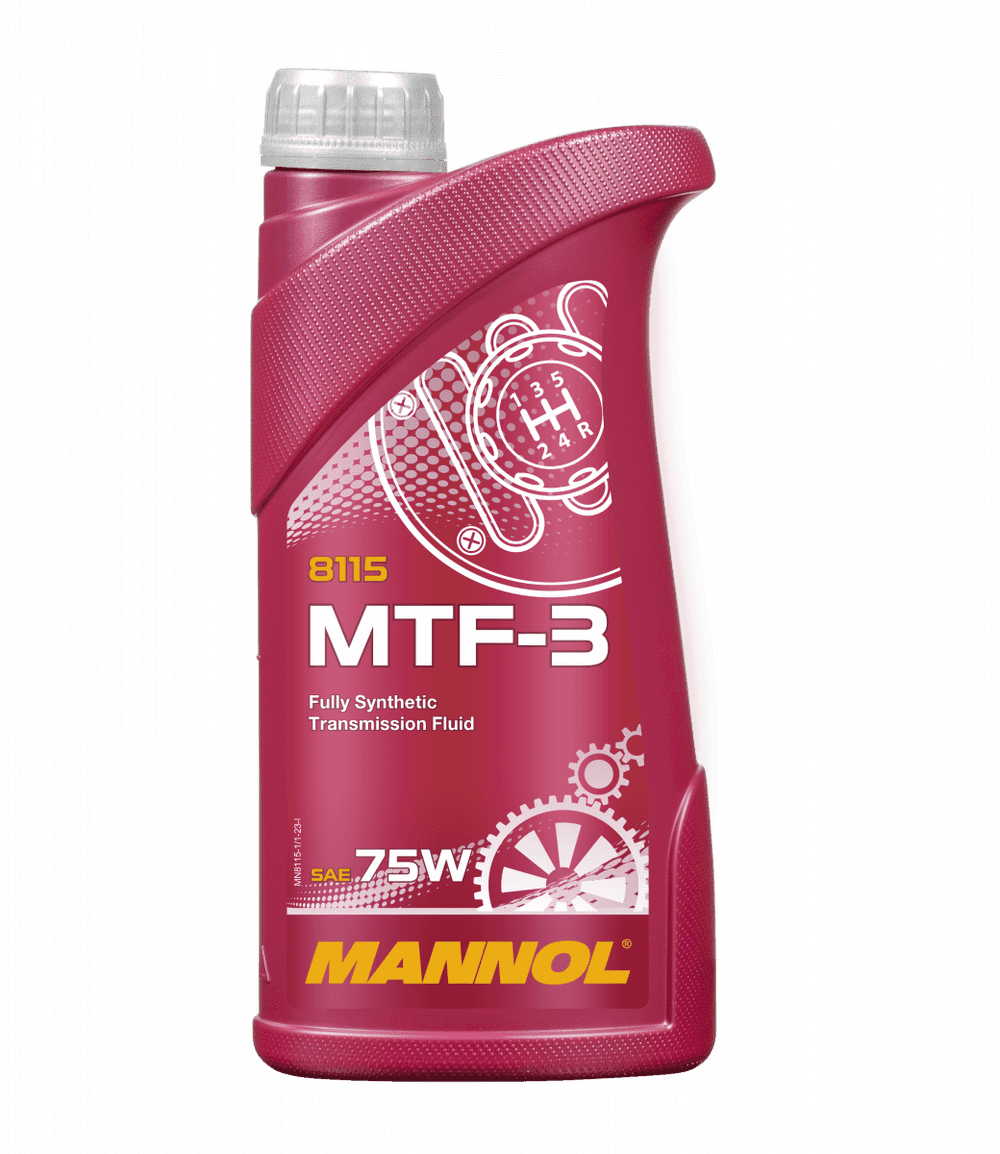 1 3 5
2 4 R
8115
MTF-3
Fully Synthetic
Transmission Fluid
MN8115-1/1-23-I
SAE 75W
MANNOL®